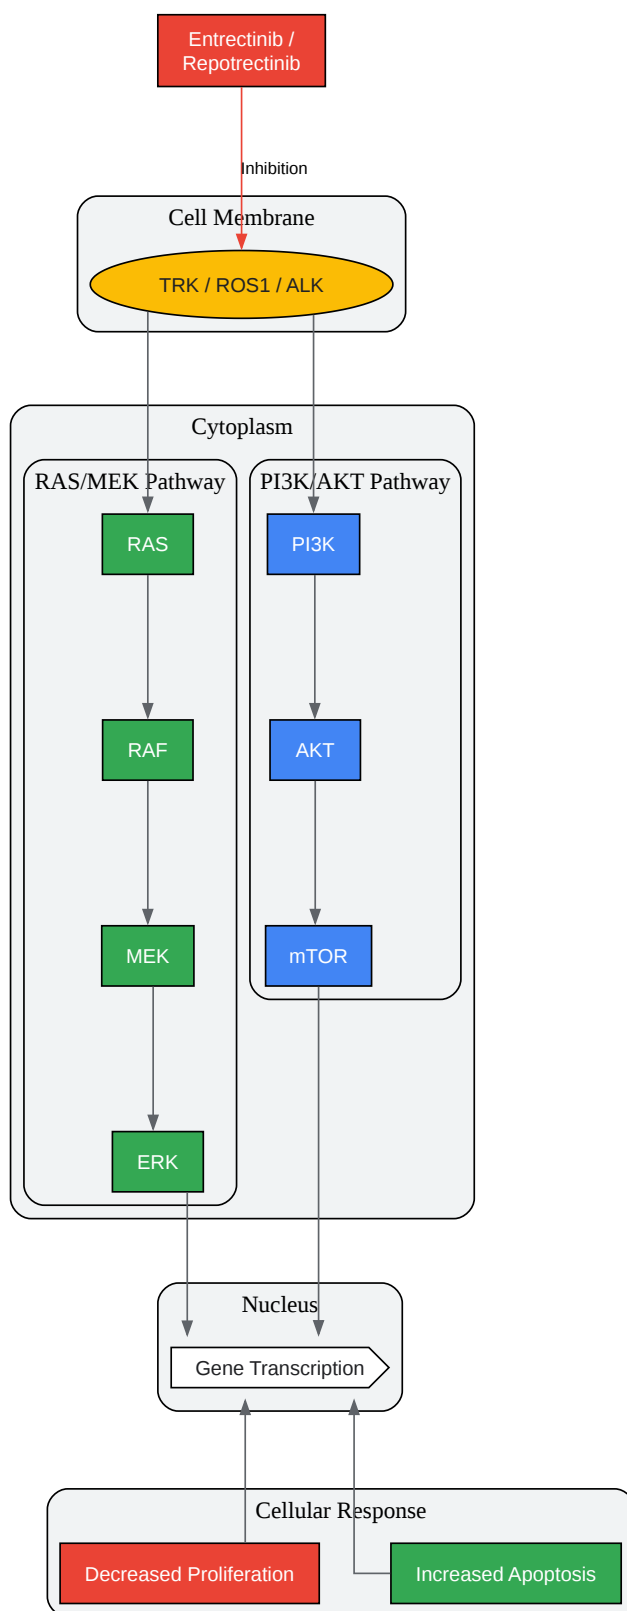 Entrectinib /
Repotrectinib
Inhibition
Cell Membrane
TRK / ROS1 / ALK
Cytoplasm
RAS/MEK Pathway
PI3K/AKT Pathway
RAS
PI3K
RAF
AKT
MEK
mTOR
ERK
Nucleus
Gene Transcription
Cellular Response
Decreased Proliferation
Increased Apoptosis